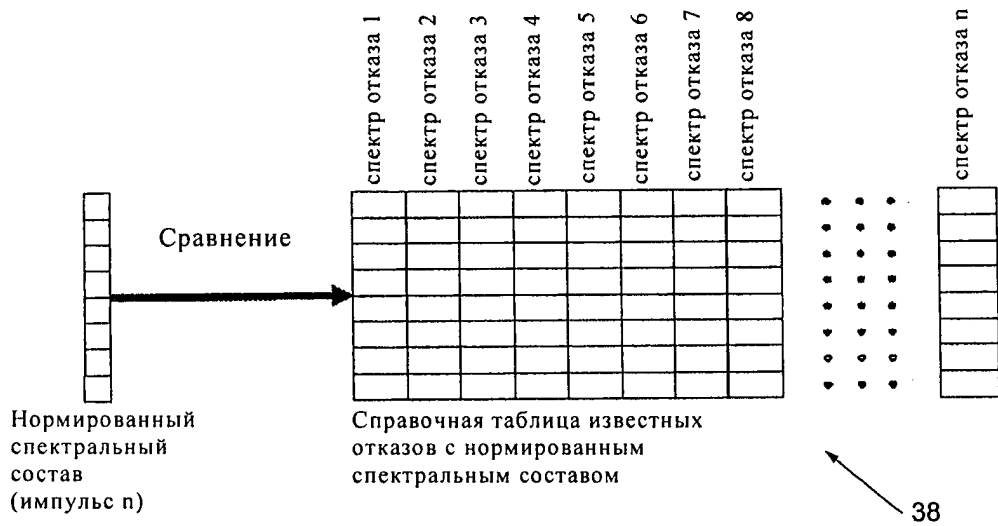 спектр отказа 1
спектр отказа 2
спектр отказа 3
спектр отказа 4
спектр отказа 5
спектр отказа 6
спектр отказа 7
спектр отказа 8
спектр отказа n
Сравнение
Нормированный
спектральный
состав
(импульс n)
Справочная таблица известных
отказов с нормированным
спектральным составом
38